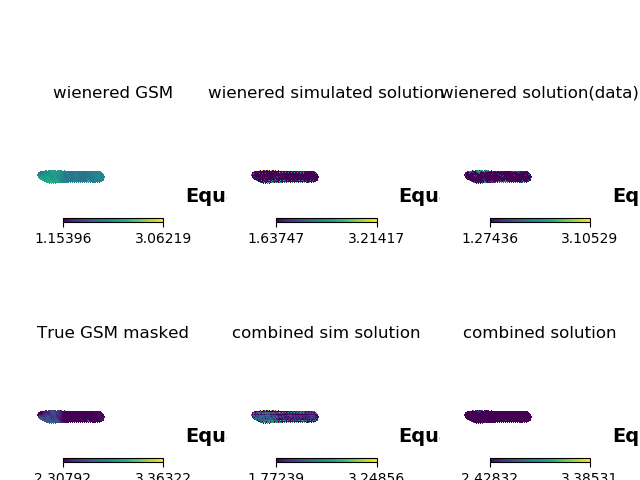 wienered GSM wienered simulated solution wienered solution(data)
Equ Equ Eq
1.15396 3.06219 1.63747 3.21417 1.27436 3.10529
True GSM masked combined sim solution combined solution
Equ Equ Eq
2.30792 3.36322 1.77239 3.24856 2.42832 3.38531